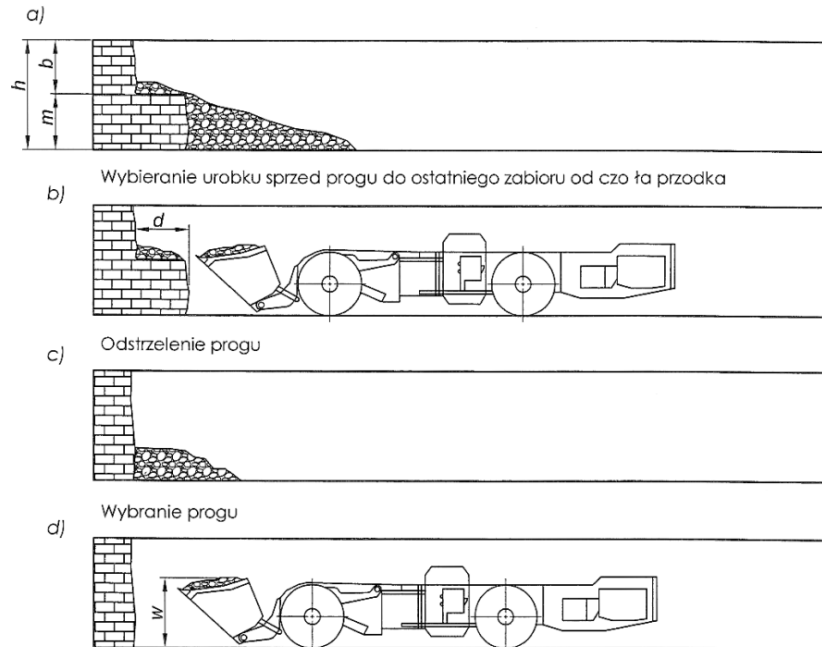 a)
h
b
m
Wybieranie urobku sprzed progu do ostatniego zabioru od czo ła przodka
b)
d
Odstrzelenie progu
c)
Wybranie progu
d)
w